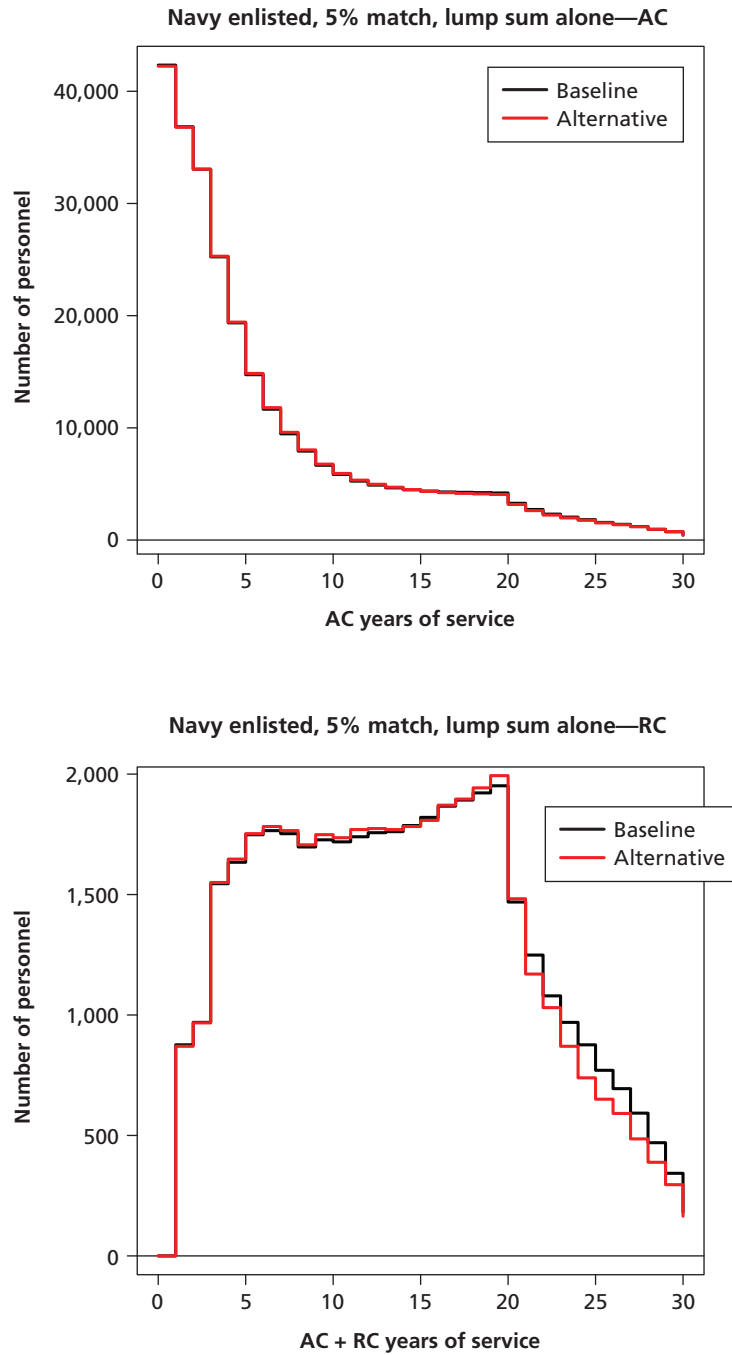 Navy enlisted, 5% match, lump sum alone—AC
Baseline
Alternative
40,000
30,000
20,000
10,000
0
Number of personnel
0 5 10 15 20 25 30
AC years of service
Navy enlisted, 5% match, lump sum alone—RC
Baseline
Alternative
2,000
1,500
1,000
500
0
Number of personnel
0 5 10 15 20 25 30
AC + RC years of service